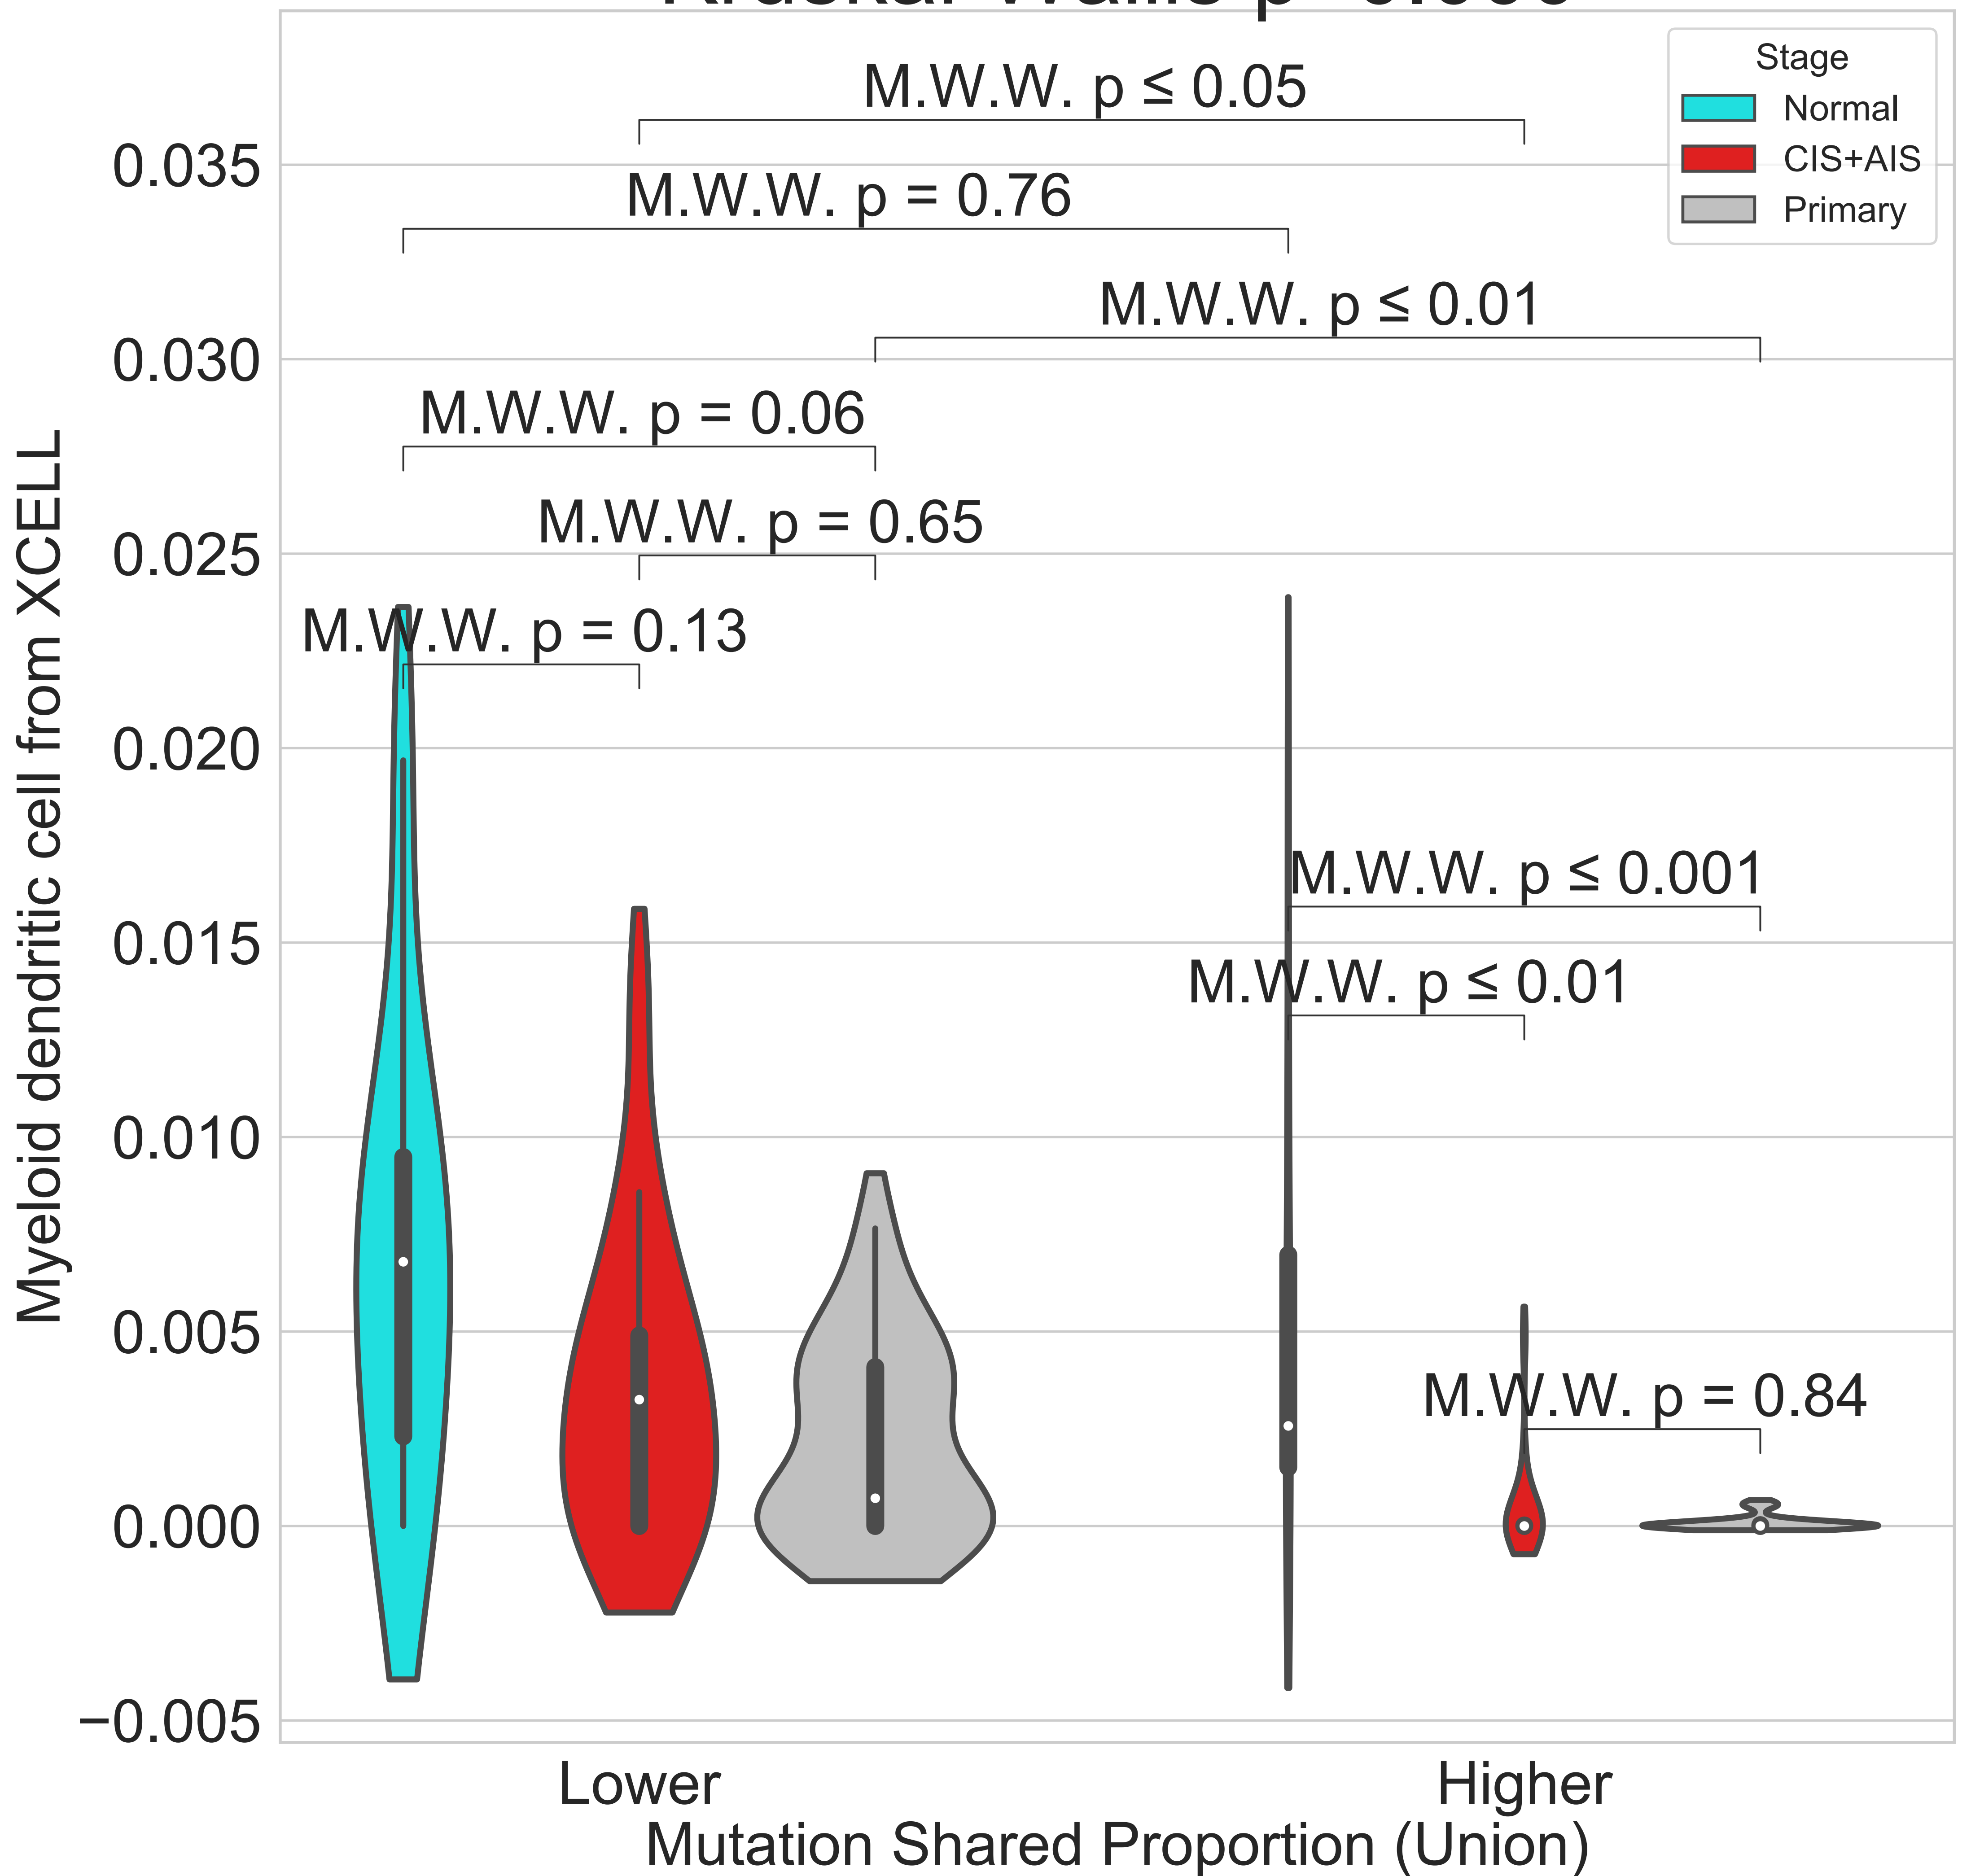 Stage
Normal
CIS+AIS
Primary
M.W.W. p ≤ 0.05
M.W.W. p = 0.76
M.W.W. p ≤ 0.01
M.W.W. p = 0.06
M.W.W. p = 0.65
M.W.W. p = 0.13
M.W.W. p ≤ 0.001
M.W.W. p ≤ 0.01
M.W.W. p = 0.84
0.035
0.030
0.025
0.020
0.015
0.010
0.005
0.000
−0.005
Myeloid dendritic cell from XCELL
Lower
Higher
Mutation Shared Proportion (Union)